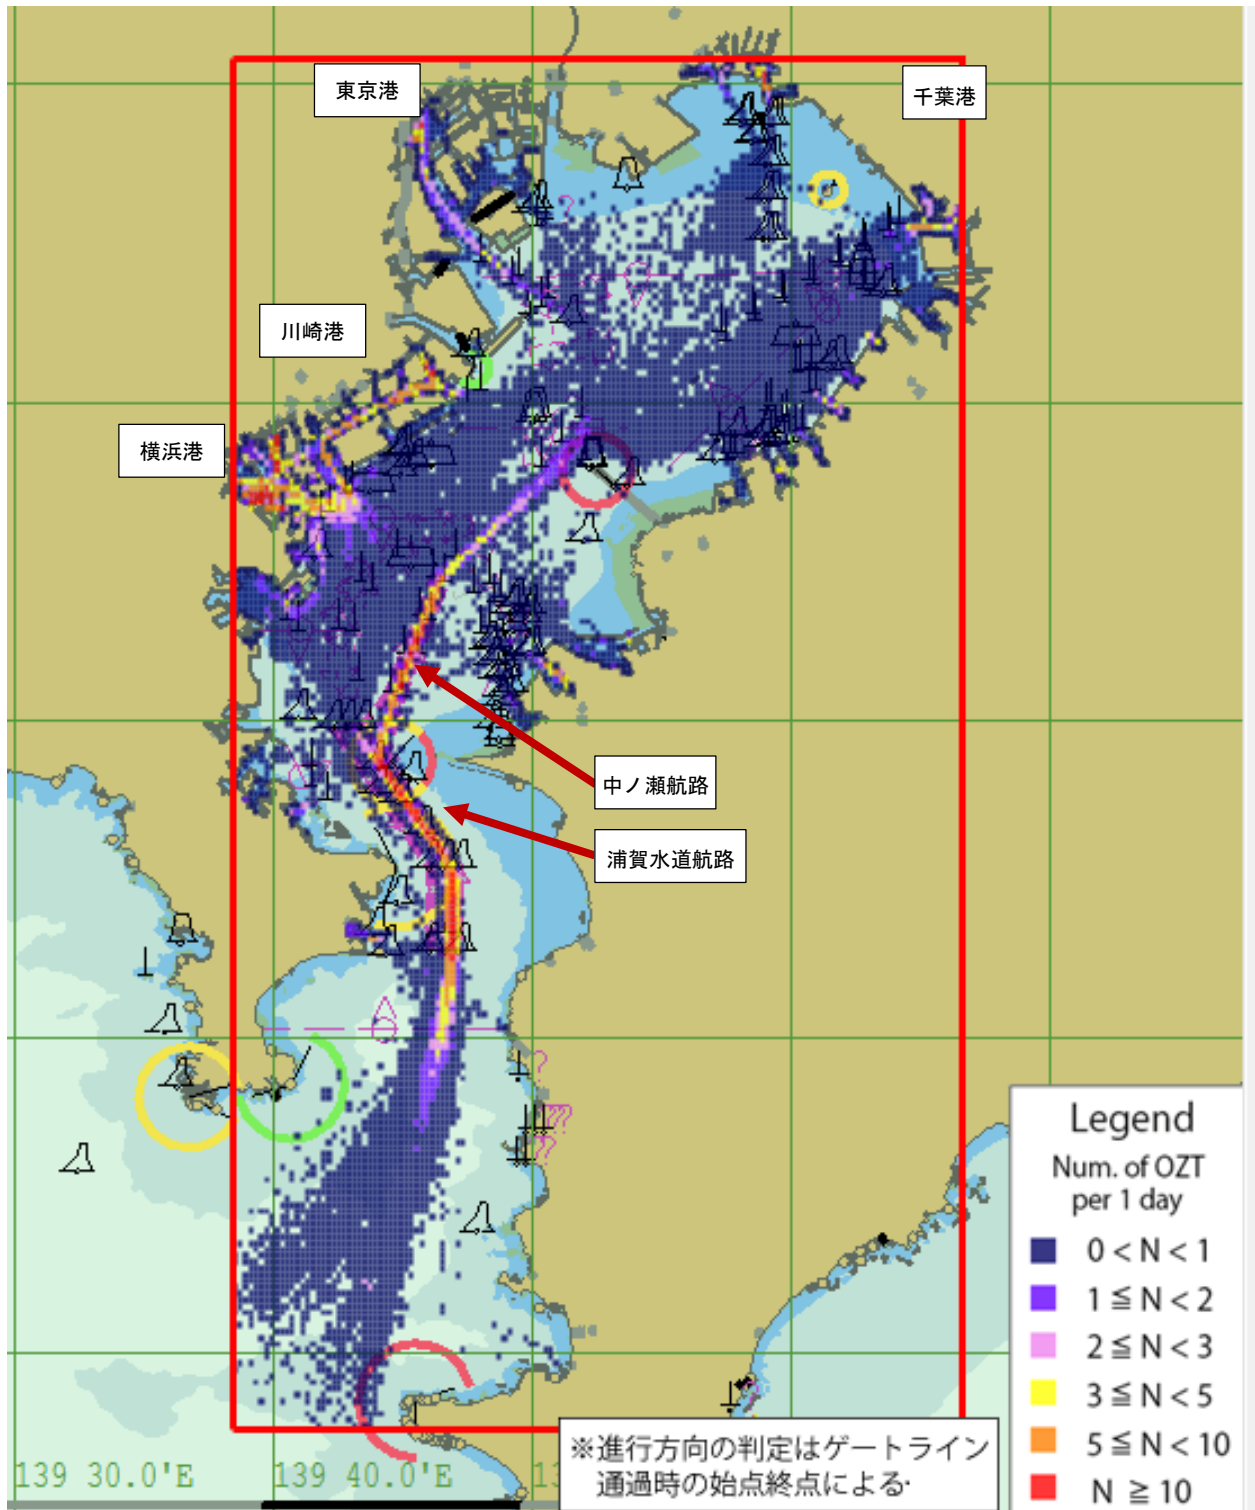 東京港
千葉港
川崎港
横浜港
中ノ瀬航路
浦賀水道航路
Legend
Num. of OZT
per 1 day
0 < N < 1
1 ≦ N < 2
2 ≦ N < 3
3 ≦ N < 5
5 ≦ N < 10
N ≧ 10
※進行方向の判定はゲートライン
通過時の始点終点による·
139 30.0'E
139 40.0'E
13